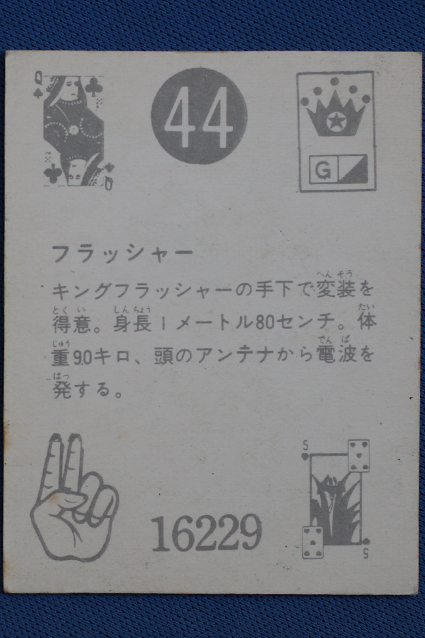 Q
44
G
Q
フラッシャー
キングフラッシャーの手下で変装を
得意。身長1メートル80センチ。体
重90キロ、頭のアンテナから電波を
発する。
5
16229
5